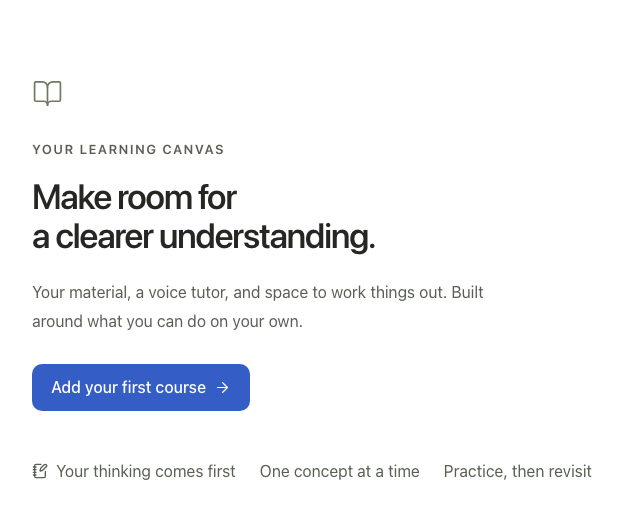 YOUR LEARNING CANVAS
Make room for
a clearer understanding.
Your material, a voice tutor, and space to work things out. Built
around what you can do on your own.
Add your first course →
Your thinking comes first One concept at a time Practice, then revisit